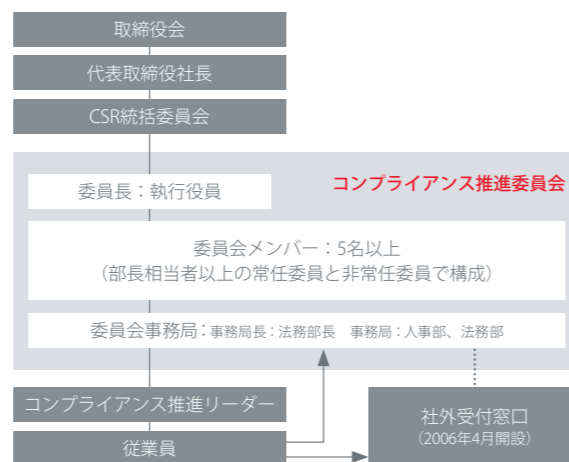 取締役会
代表取締役社長
CSR統括委員会
コンプライアンス推進委員会
委員長：執行役員
委員会メンバー：5名以上
（部長相当者以上の常任委員と非常任委員で構成）
委員会事務局：事務局長：法務部長　事務局：人事部、法務部
コンプライアンス推進リーダー
従業員
社外受付窓口
（2006年4月開設）